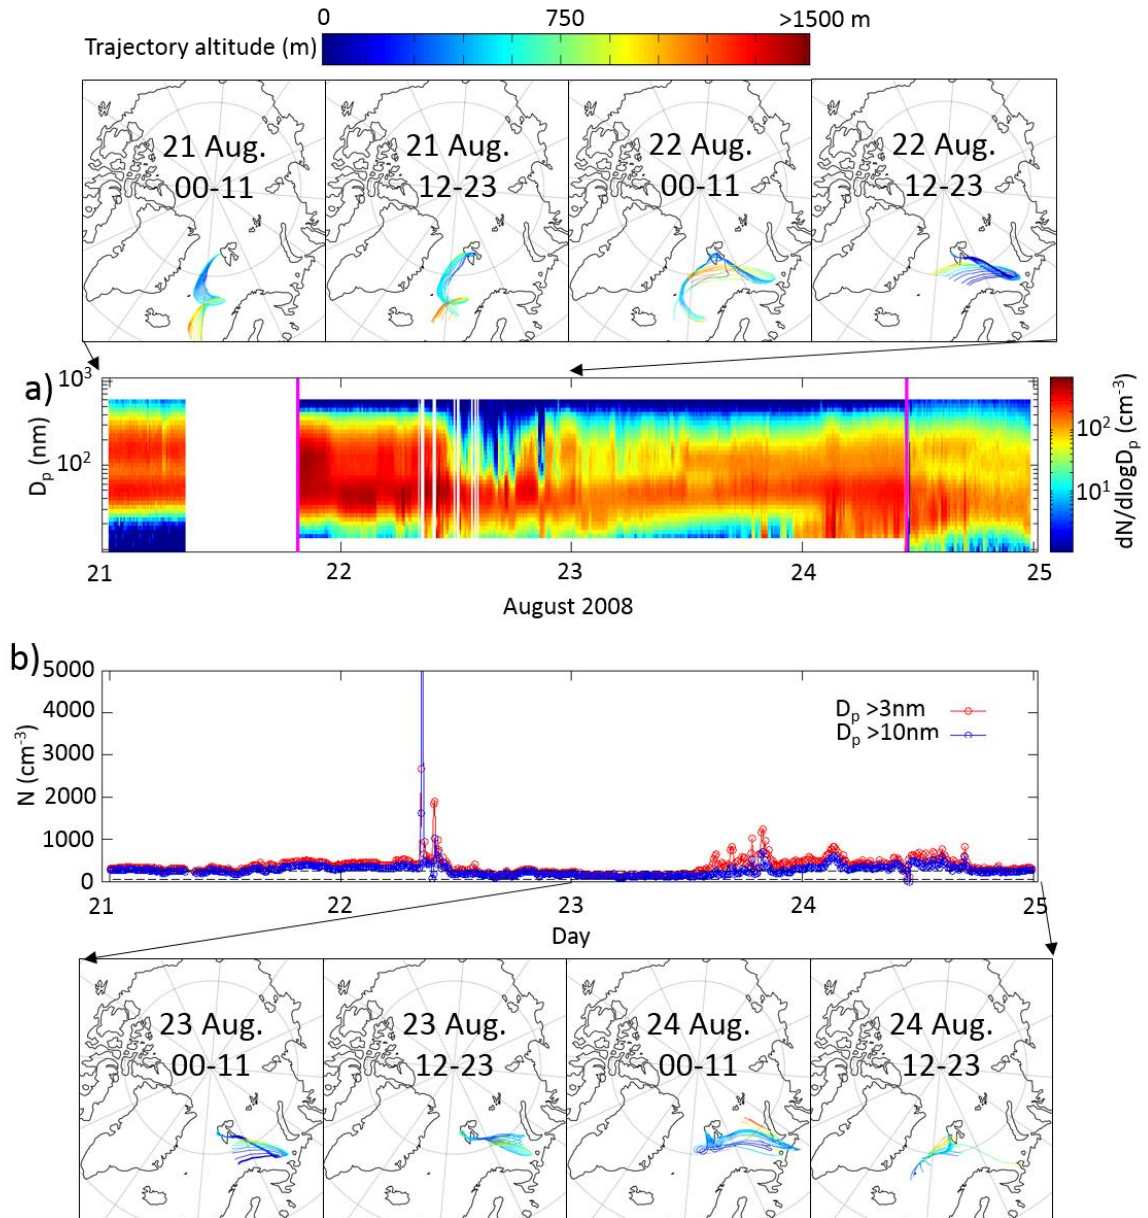 0 750 >1500 m
Trajectory altitude (m)
21 Aug. 21 Aug. 22 Aug. 22 Aug.
00-11 12-23 00-11 12-23
a)
10³
10²
D_p (nm)
10²
10¹
dN/dlogD_p (cm⁻³)
21 22 23 24 25
August 2008
b)
5000
4000
3000
2000
1000
0
N (cm⁻³)
D_p >3nm
D_p >10nm
21 22 23 24 25
Day
23 Aug. 23 Aug. 24 Aug. 24 Aug.
00-11 12-23 00-11 12-23